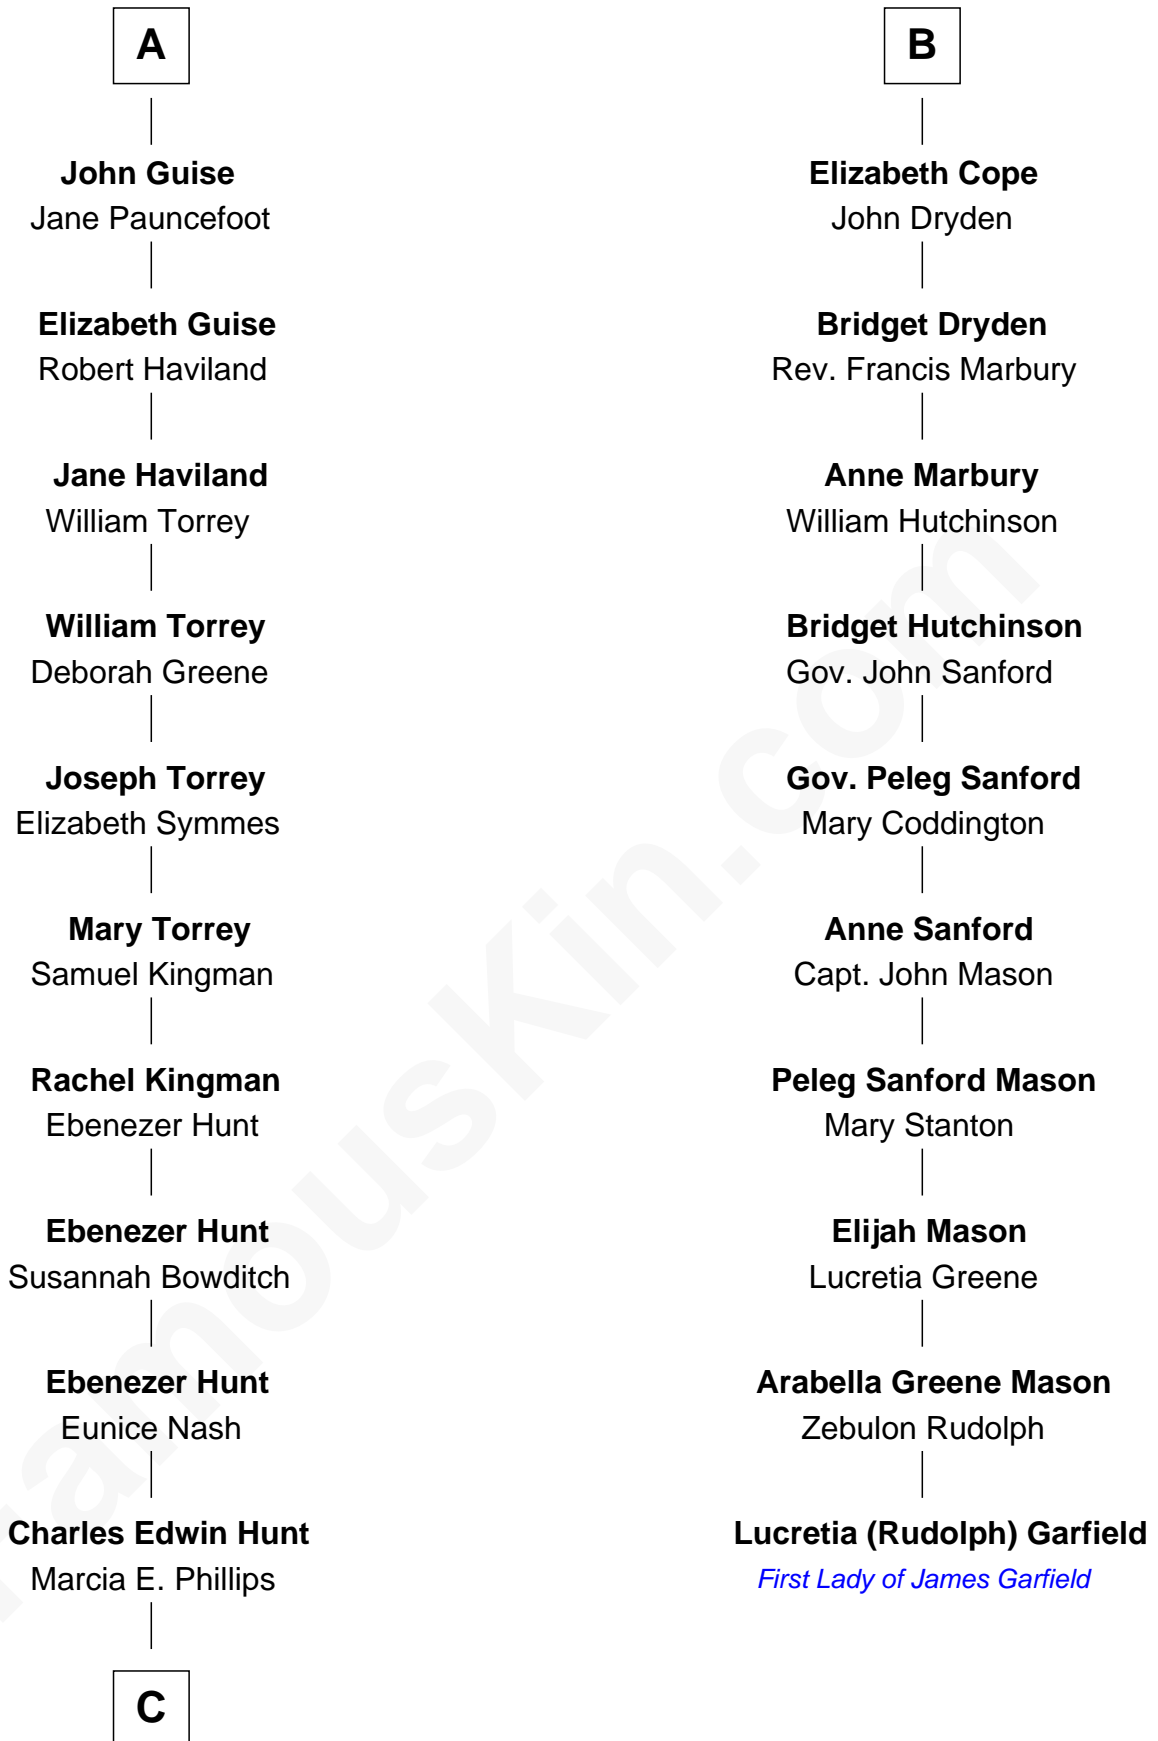 A
John Guise
Jane Pauncefoot
Elizabeth Guise
Robert Haviland
Jane Haviland
William Torrey
William Torrey
Deborah Greene
Joseph Torrey
Elizabeth Symmes
Mary Torrey
Samuel Kingman
Rachel Kingman
Ebenezer Hunt
Ebenezer Hunt
Susannah Bowditch
Ebenezer Hunt
Eunice Nash
Charles Edwin Hunt
Marcia E. Phillips
C
B
Elizabeth Cope
John Dryden
Bridget Dryden
Rev. Francis Marbury
Anne Marbury
William Hutchinson
Bridget Hutchinson
Gov. John Sanford
Gov. Peleg Sanford
Mary Coddington
Anne Sanford
Capt. John Mason
Peleg Sanford Mason
Mary Stanton
Elijah Mason
Lucretia Greene
Arabella Greene Mason
Zebulon Rudolph
Lucretia (Rudolph) Garfield
First Lady of James Garfield
FamousKin.com